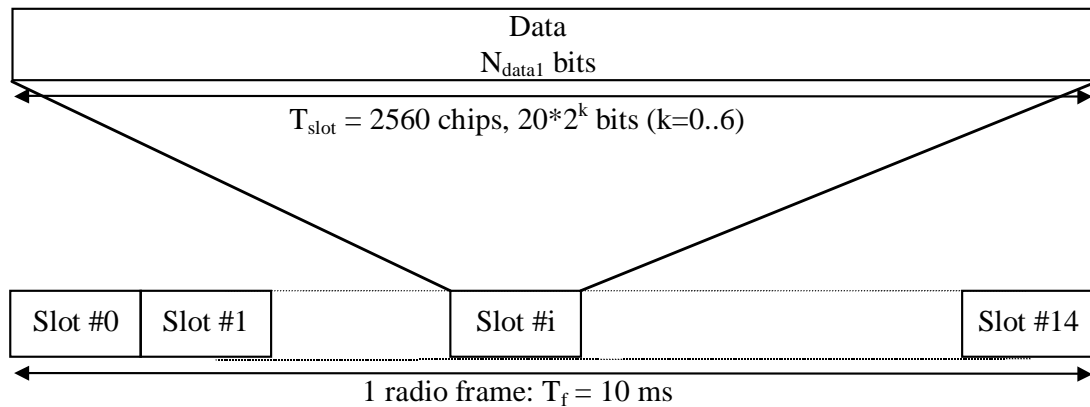 Data
N_data1 bits
T_slot = 2560 chips, 20*2^k bits (k=0..6)
Slot #0 Slot #1 Slot #i Slot #14
1 radio frame: T_f = 10 ms